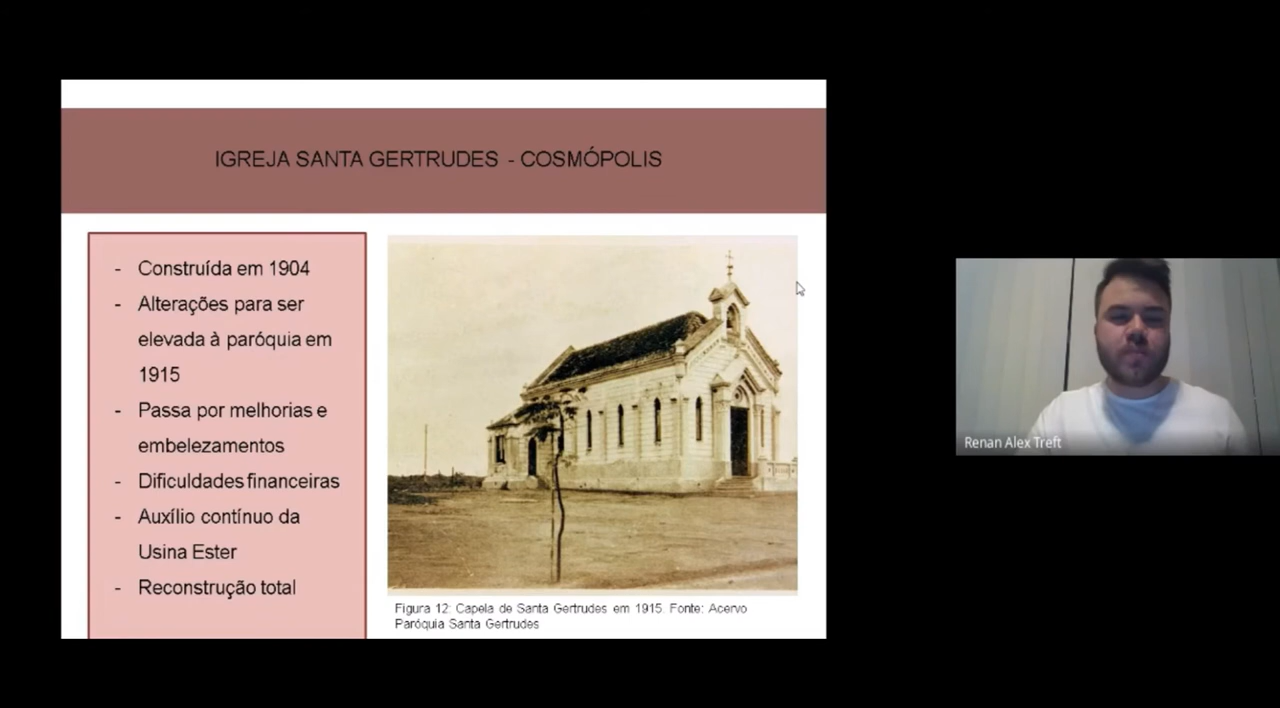 IGREJA SANTA GERTRUDES - COSMÓPOLIS
- Construída em 1904
- Alterações para ser
elevada à paróquia em
1915
- Passa por melhorias e
embelezamentos
- Dificuldades financeiras
- Auxílio contínuo da
Usina Ester
- Reconstrução total
Figura 12: Capela de Santa Gertrudes em 1915. Fonte: Acervo
Paróquia Santa Gertrudes
Renan Alex Treft